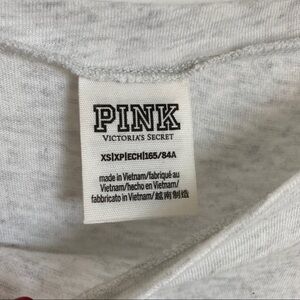 PINK
VICTORIA'S SECRET
XS|XP|ECH|165/84A
made in Vietnam/fabriqué au
Vietnam/hecho en Vietnam/
fabbricato in Vietnam/越南制造